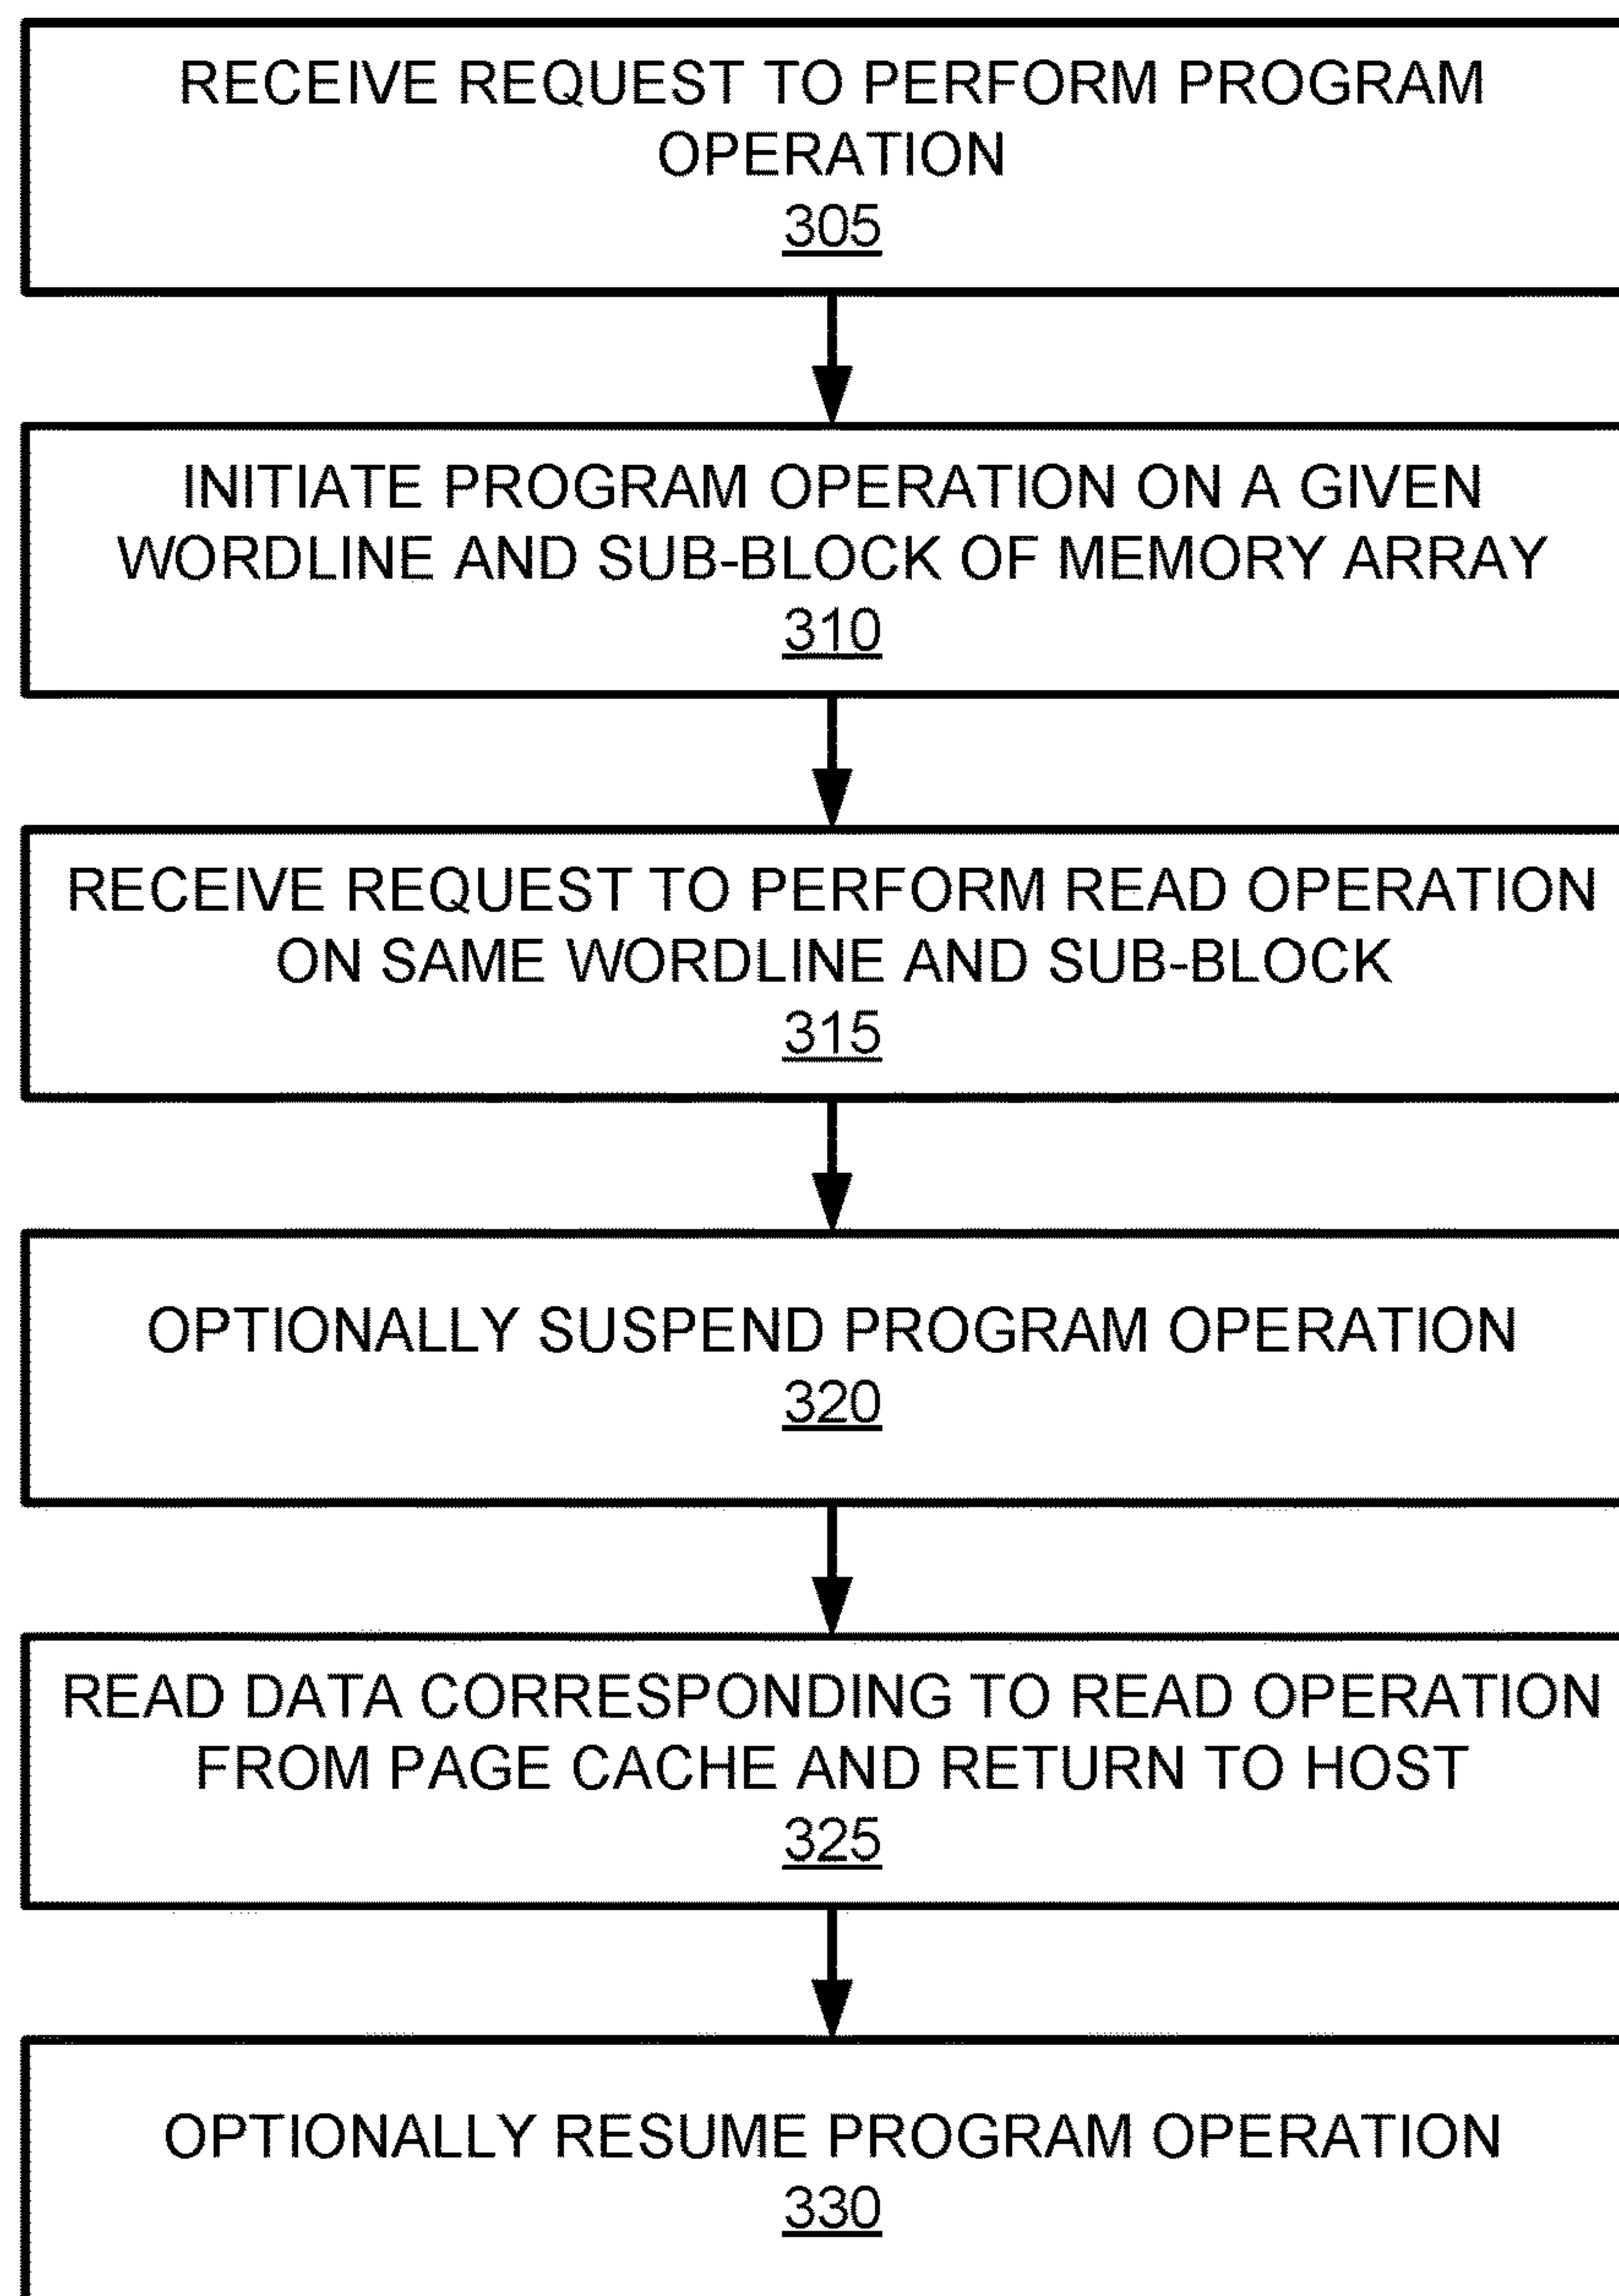 RECEIVE REQUEST TO PERFORM PROGRAM
OPERATION
305
INITIATE PROGRAM OPERATION ON A GIVEN
WORDLINE AND SUB-BLOCK OF MEMORY ARRAY
310
RECEIVE REQUEST TO PERFORM READ OPERATION
ON SAME WORDLINE AND SUB-BLOCK
315
OPTIONALLY SUSPEND PROGRAM OPERATION
320
READ DATA CORRESPONDING TO READ OPERATION
FROM PAGE CACHE AND RETURN TO HOST
325
OPTIONALLY RESUME PROGRAM OPERATION
330